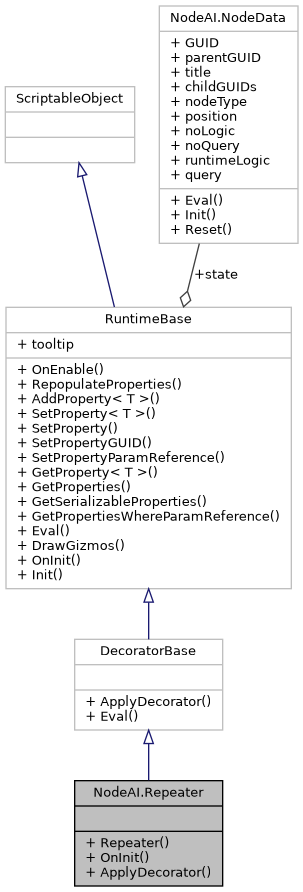 NodeAI.NodeData
+ GUID
+ parentGUID
+ title
+ childGUIDs
+ nodeType
+ position
+ noLogic
+ noQuery
+ runtimeLogic
+ query
+ Eval()
+ Init()
+ Reset()
ScriptableObject
+state
RuntimeBase
+ tooltip
+ OnEnable()
+ RepopulateProperties()
+ AddProperty< T >()
+ SetProperty< T >()
+ SetProperty()
+ SetPropertyGUID()
+ SetPropertyParamReference()
+ GetProperty< T >()
+ GetProperties()
+ GetSerializableProperties()
+ GetPropertiesWhereParamReference()
+ Eval()
+ DrawGizmos()
+ OnInit()
+ Init()
DecoratorBase
+ ApplyDecorator()
+ Eval()
NodeAI.Repeater
+ Repeater()
+ OnInit()
+ ApplyDecorator()